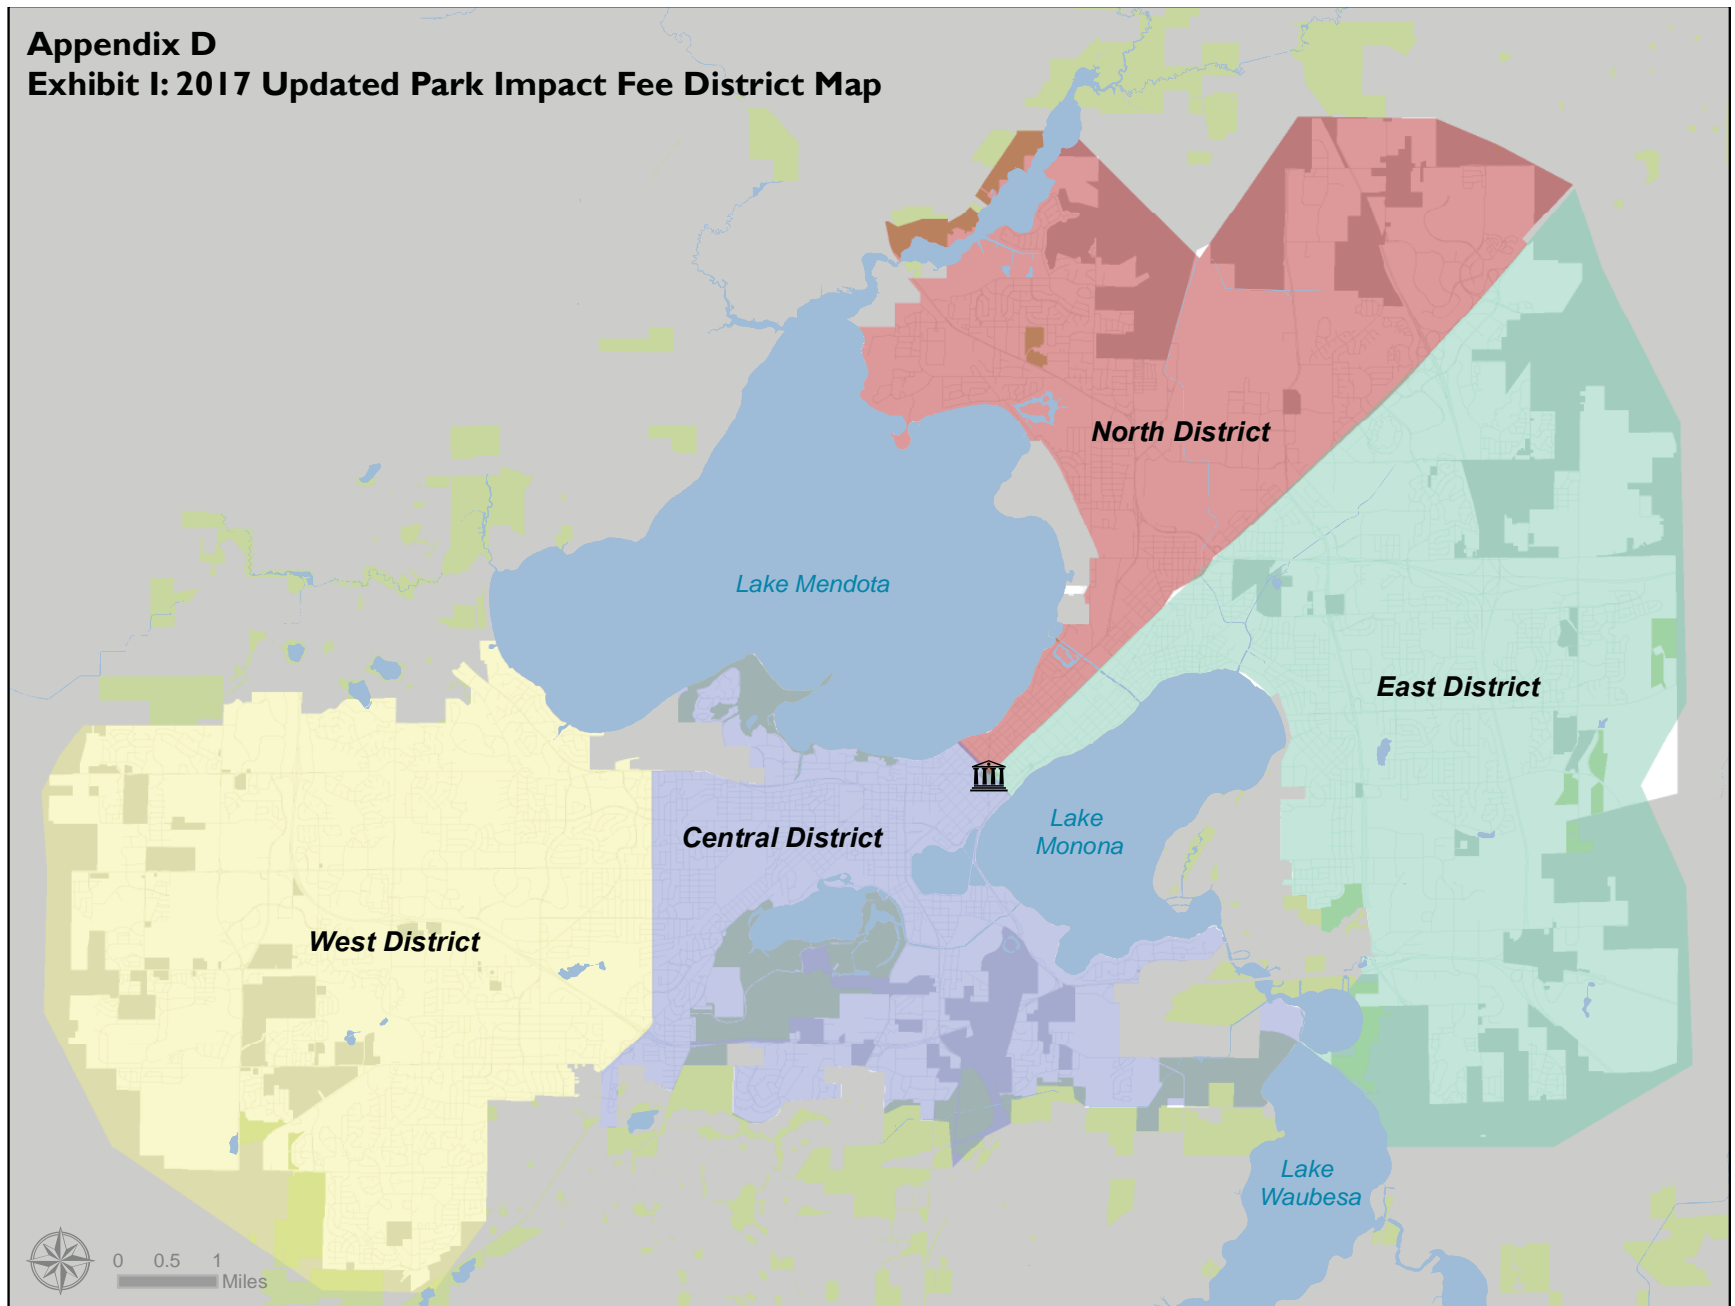 Appendix D
Exhibit I: 2017 Updated Park Impact Fee District Map
North District
Lake Mendota
East District
Lake
Monona
Central District
West District
Lake
Waubesa
0 0.5 1
Miles